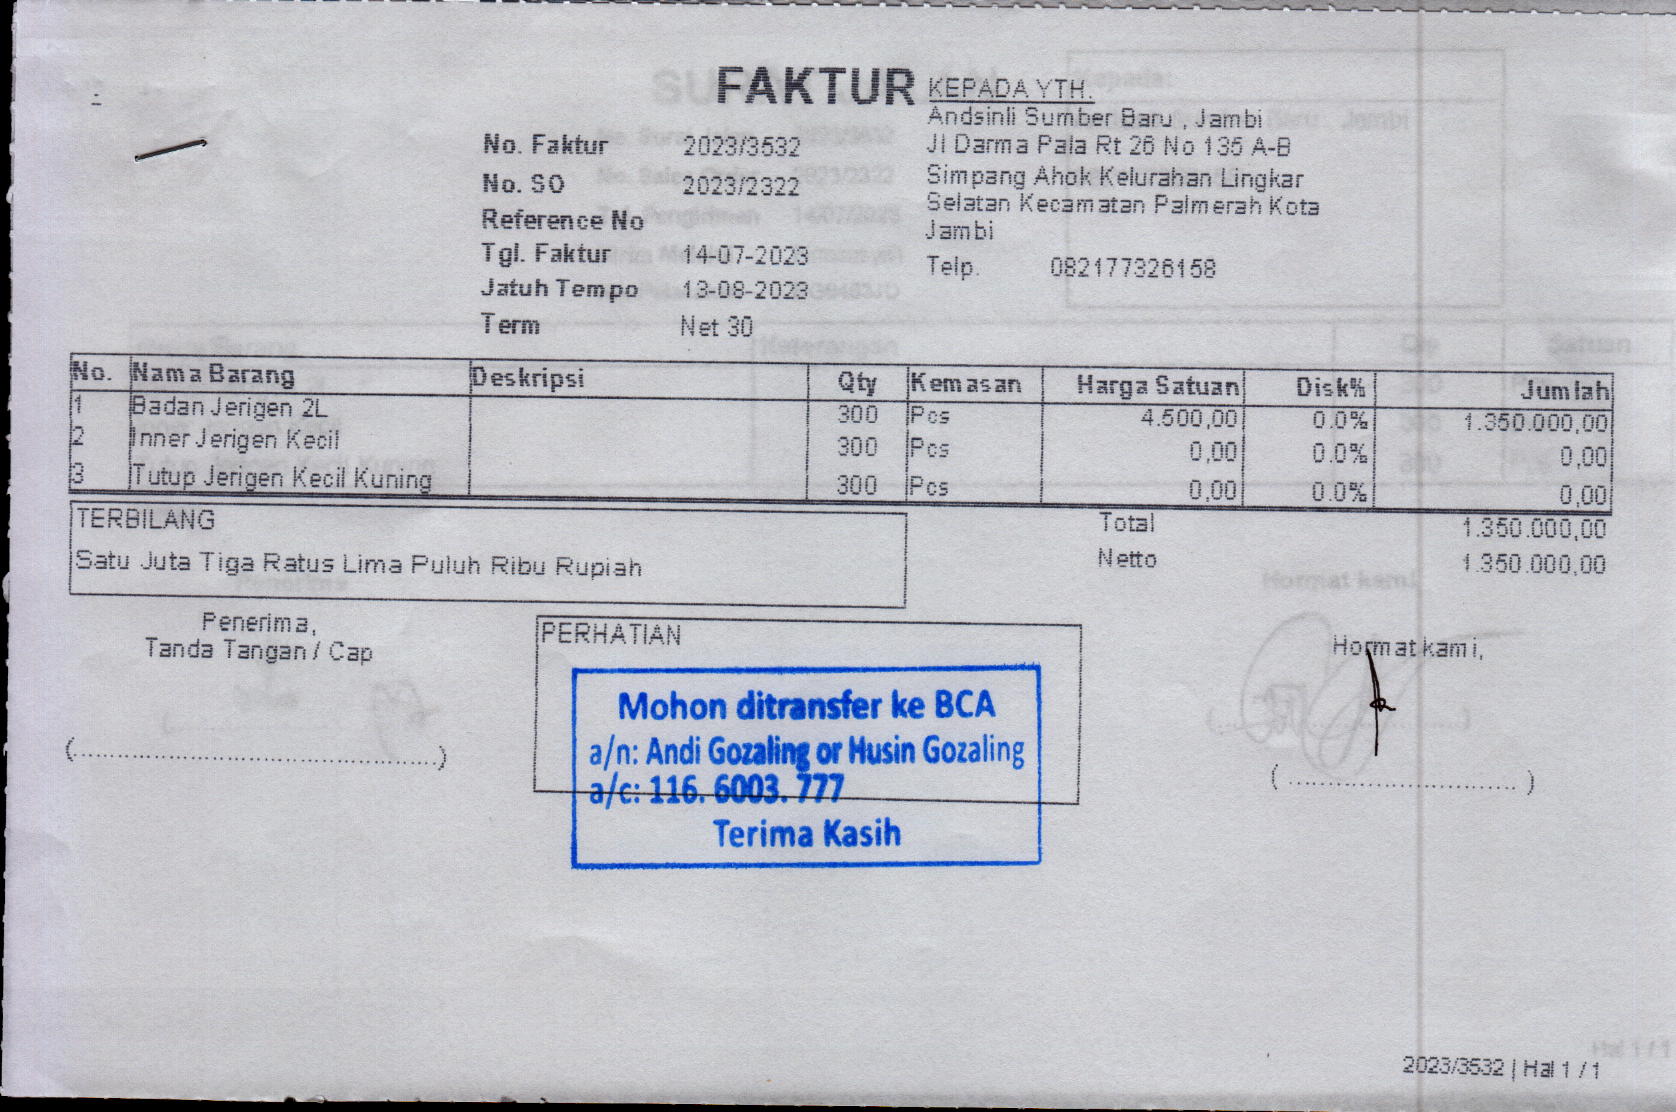 FAKTUR
KEPADA YTH.
Andsinli Sumber Baru , Jambi
Jl Darma Pala Rt 26 No 135 A-B
Simpang Ahok Kelurahan Lingkar
Selatan Kecamatan Palmerah Kota
Jambi
Telp. 082177326158
No. Faktur 2023/3532
No. SO 2023/2322
Reference No
Tgl. Faktur 14-07-2023
Jatuh Tempo 13-08-2023
Term Net 30
No. Nama Barang Deskripsi Qty Kemasan Harga Satuan Disk% Jumlah
1 Badan Jerigen 2L 300 Pcs 4.500,00 0.0% 1.350.000,00
2 Inner Jerigen Kecil 300 Pcs 0,00 0.0% 0,00
3 Tutup Jerigen Kecil Kuning 300 Pcs 0,00 0.0% 0,00
TERBILANG
Satu Juta Tiga Ratus Lima Puluh Ribu Rupiah
Total 1.350.000,00
Netto 1.350.000,00
Penerima,
Tanda Tangan / Cap
(..............................................)
PERHATIAN
Mohon ditransfer ke BCA
a/n: Andi Gozaling or Husin Gozaling
a/c: 116. 6003. 777
Terima Kasih
Hormat kami,
( ............................. )
2023/3532 | Hal 1 / 1